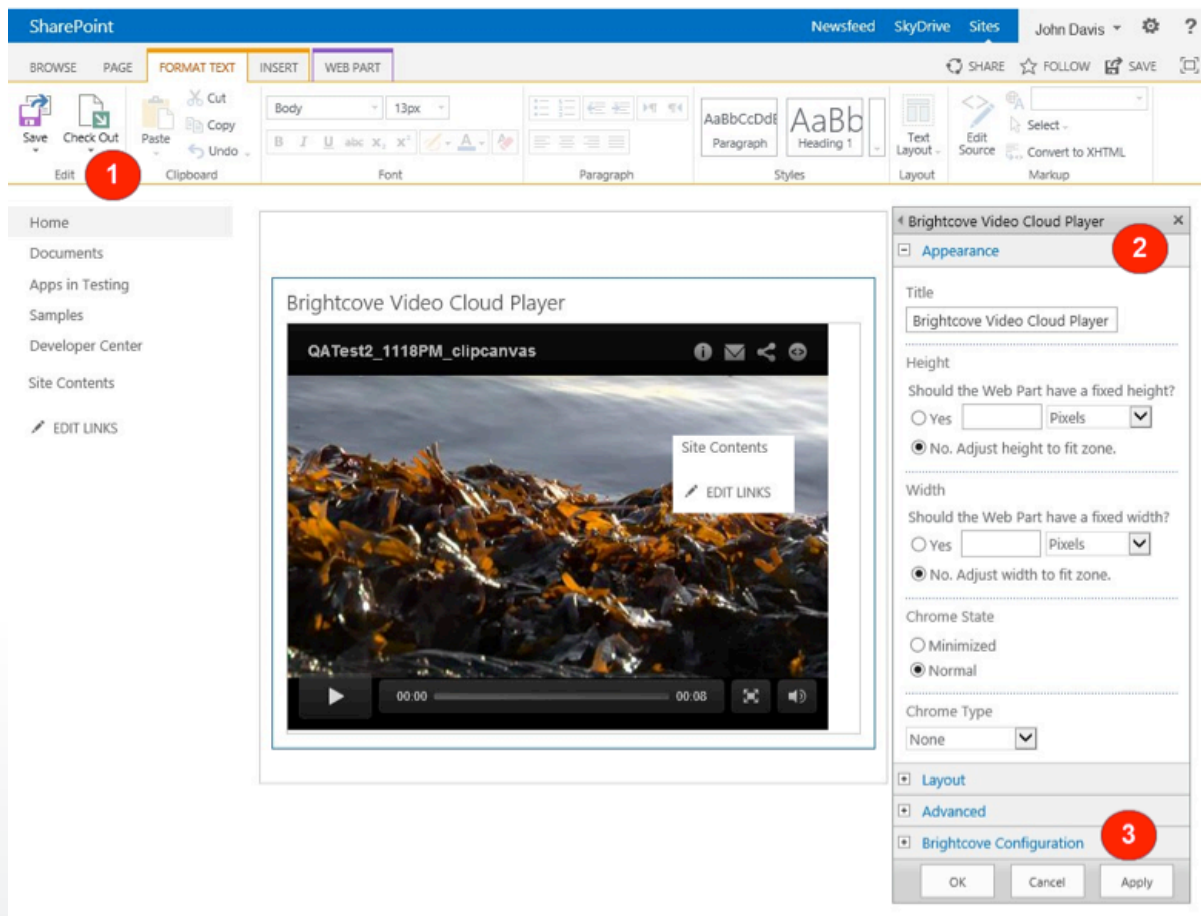 SharePoint
Newsfeed SkyDrive Sites John Davis ?
BROWSE PAGE FORMAT TEXT INSERT WEB PART
SHARE FOLLOW SAVE
Save
Check Out
Paste
Cut
Copy
Undo
Body 13px
B I U abc X₂ X² A
AaBbCcDdE
Paragraph
AaBb
Heading 1
Text Layout
Edit Source
A
Select
Convert to XHTML
Edit Clipboard Font Paragraph Styles Layout Markup
1
Home
Documents
Apps in Testing
Samples
Developer Center
Site Contents
EDIT LINKS
Brightcove Video Cloud Player
QATest2_1118PM_clipcanvas
Site Contents
EDIT LINKS
00:00 00:08
Brightcove Video Cloud Player
2
Appearance
Title
Brightcove Video Cloud Player
Height
Should the Web Part have a fixed height?
Yes Pixels
No. Adjust height to fit zone.
Width
Should the Web Part have a fixed width?
Yes Pixels
No. Adjust width to fit zone.
Chrome State
Minimized
Normal
Chrome Type
None
Layout
Advanced
Brightcove Configuration
3
OK Cancel Apply